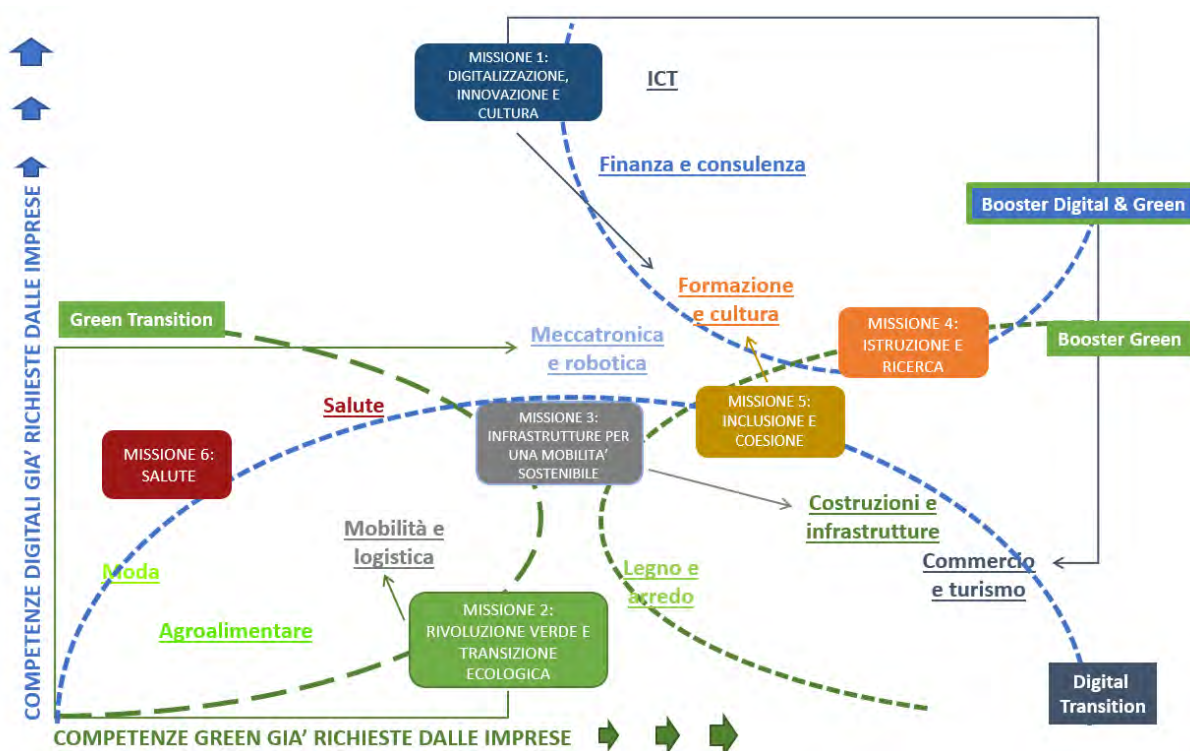 MISSIONE 1:
DIGITALIZZAZIONE,
INNOVAZIONE E
CULTURA
ICT
Finanza e consulenza
Booster Digital & Green
Formazione
e cultura
Green Transition
MISSIONE 4:
ISTRUZIONE E
RICERCA
Booster Green
Meccatronica
e robotica
Salute
MISSIONE 3:
INFRASTRUTTURE PER
UNA MOBILITA’
SOSTENIBILE
MISSIONE 5:
INCLUSIONE E
COESIONE
MISSIONE 6:
SALUTE
Costruzioni e
infrastrutture
Mobilità e
logistica
Moda
Legno e
arredo
Commercio
e turismo
Agroalimentare
MISSIONE 2:
RIVOLUZIONE VERDE E
TRANSIZIONE
ECOLOGICA
Digital
Transition
COMPETENZE DIGITALI GIA’ RICHIESTE DALLE IMPRESE
COMPETENZE GREEN GIA’ RICHIESTE DALLE IMPRESE